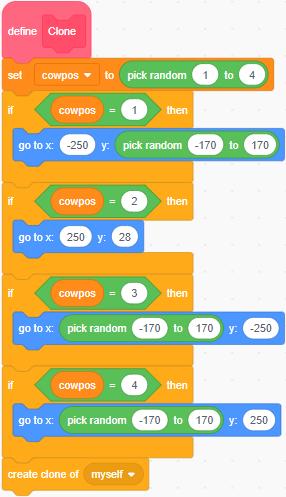 define Clone
set cowpos to pick random 1 to 4
if cowpos = 1 then
go to x: -250 y: pick random -170 to 170
if cowpos = 2 then
go to x: 250 y: 28
if cowpos = 3 then
go to x: pick random -170 to 170 y: -250
if cowpos = 4 then
go to x: pick random -170 to 170 y: 250
create clone of myself